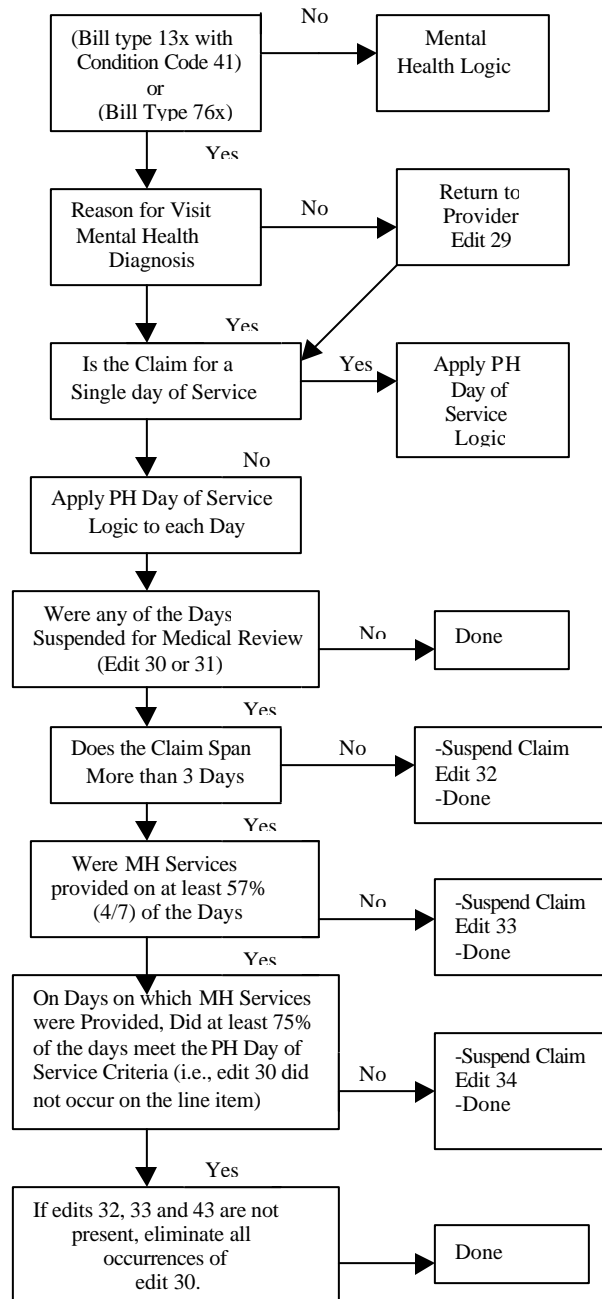 (Bill type 13x with
Condition Code 41)
or
(Bill Type 76x)
No
Mental
Health Logic
Yes
Reason for Visit
Mental Health
Diagnosis
No
Return to
Provider
Edit 29
Yes
Is the Claim for a
Single day of Service
Yes
Apply PH
Day of
Service
Logic
No
Apply PH Day of Service
Logic to each Day
Were any of the Days
Suspended for Medical Review
(Edit 30 or 31)
No
Done
Yes
Does the Claim Span
More than 3 Days
No
-Suspend Claim
Edit 32
-Done
Yes
Were MH Services
provided on at least 57%
(4/7) of the Days
No
-Suspend Claim
Edit 33
-Done
Yes
On Days on which MH Services
were Provided, Did at least 75%
of the days meet the PH Day of
Service Criteria (i.e., edit 30 did
not occur on the line item)
No
-Suspend Claim
Edit 34
-Done
Yes
If edits 32, 33 and 43 are not
present, eliminate all
occurrences of
edit 30.
Done